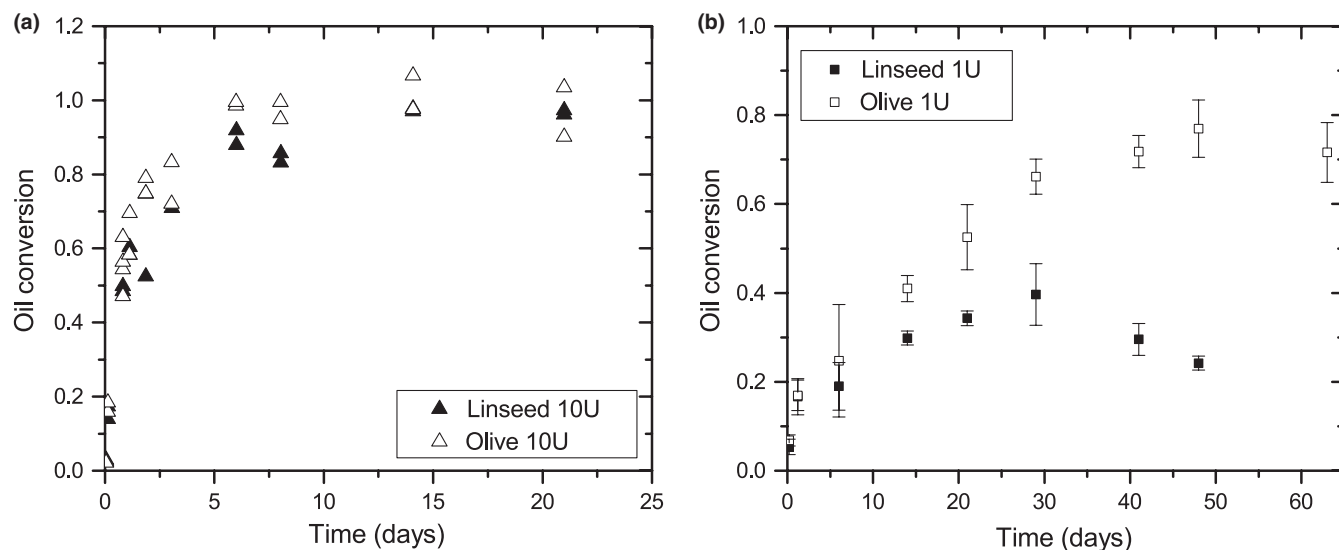 (a)
1.2
1.0
0.8
0.6
0.4
0.2
0.0
Oil conversion
Linseed 10U
Olive 10U
0 5 10 15 20 25
Time (days)
(b)
1.0
0.8
0.6
0.4
0.2
0.0
Oil conversion
Linseed 1U
Olive 1U
0 10 20 30 40 50 60
Time (days)